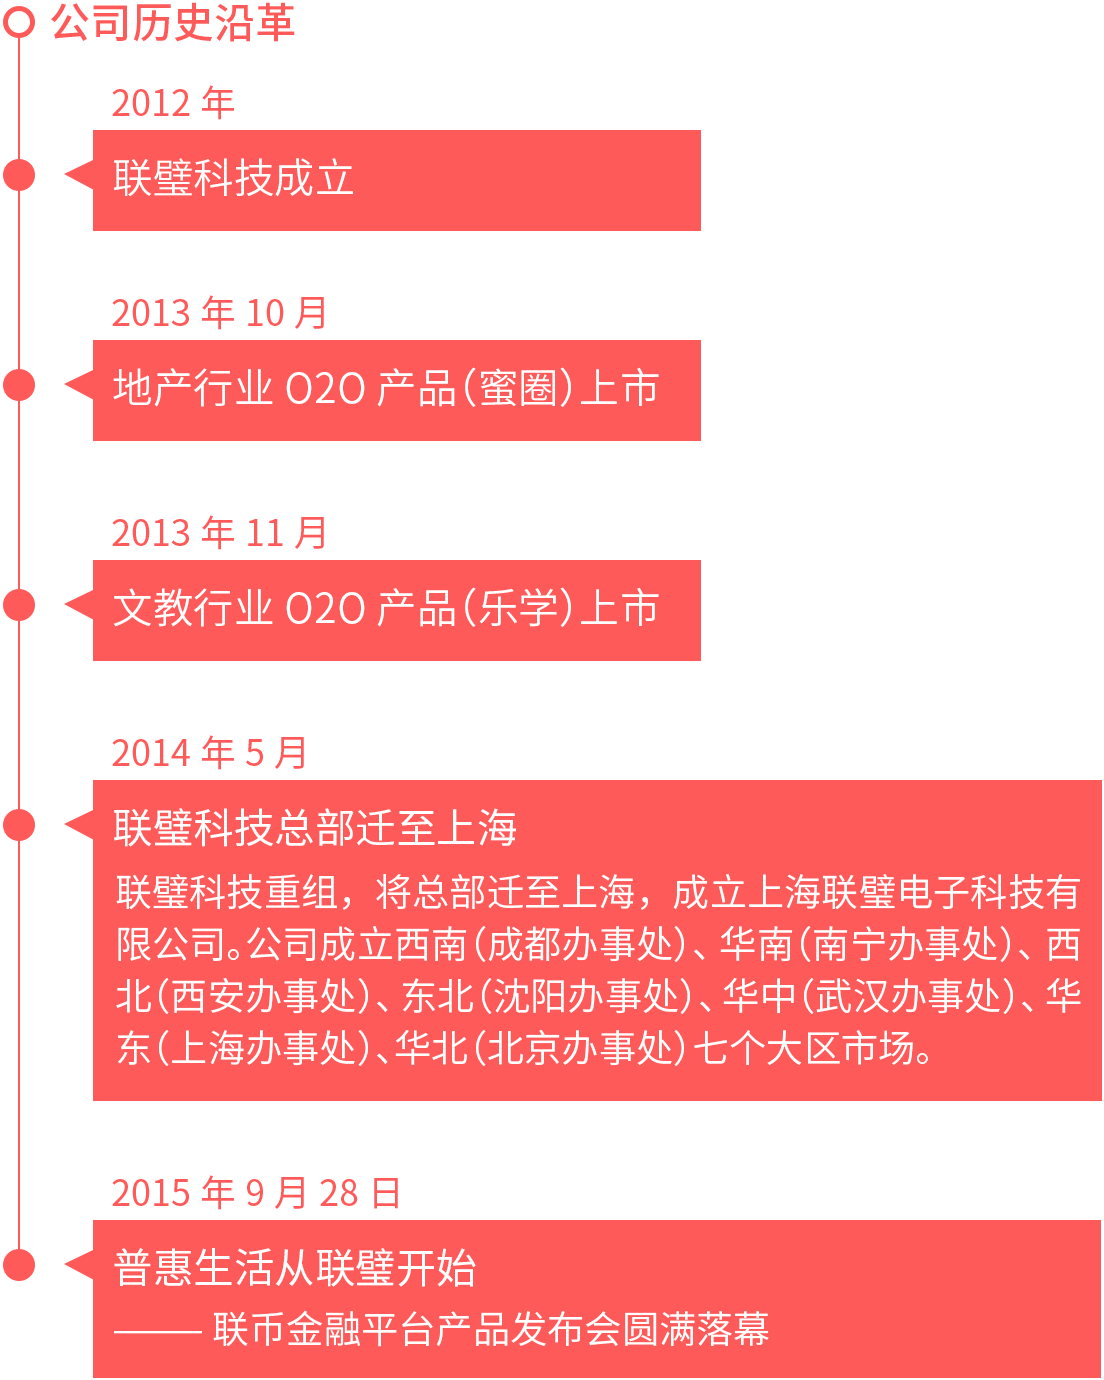 公司历史沿革
2012 年
联璧科技成立
2013 年 10 月
地产行业 O2O 产品（蜜圈）上市
2013 年 11 月
文教行业 O2O 产品（乐学）上市
2014 年 5 月
联璧科技总部迁至上海
联璧科技重组，将总部迁至上海，成立上海联璧电子科技有
限公司。公司成立西南（成都办事处）、华南（南宁办事处）、西
北（西安办事处）、东北（沈阳办事处）、华中（武汉办事处）、华
东（上海办事处）、华北（北京办事处）七个大区市场。
2015 年 9 月 28 日
普惠生活从联璧开始
—— 联币金融平台产品发布会圆满落幕